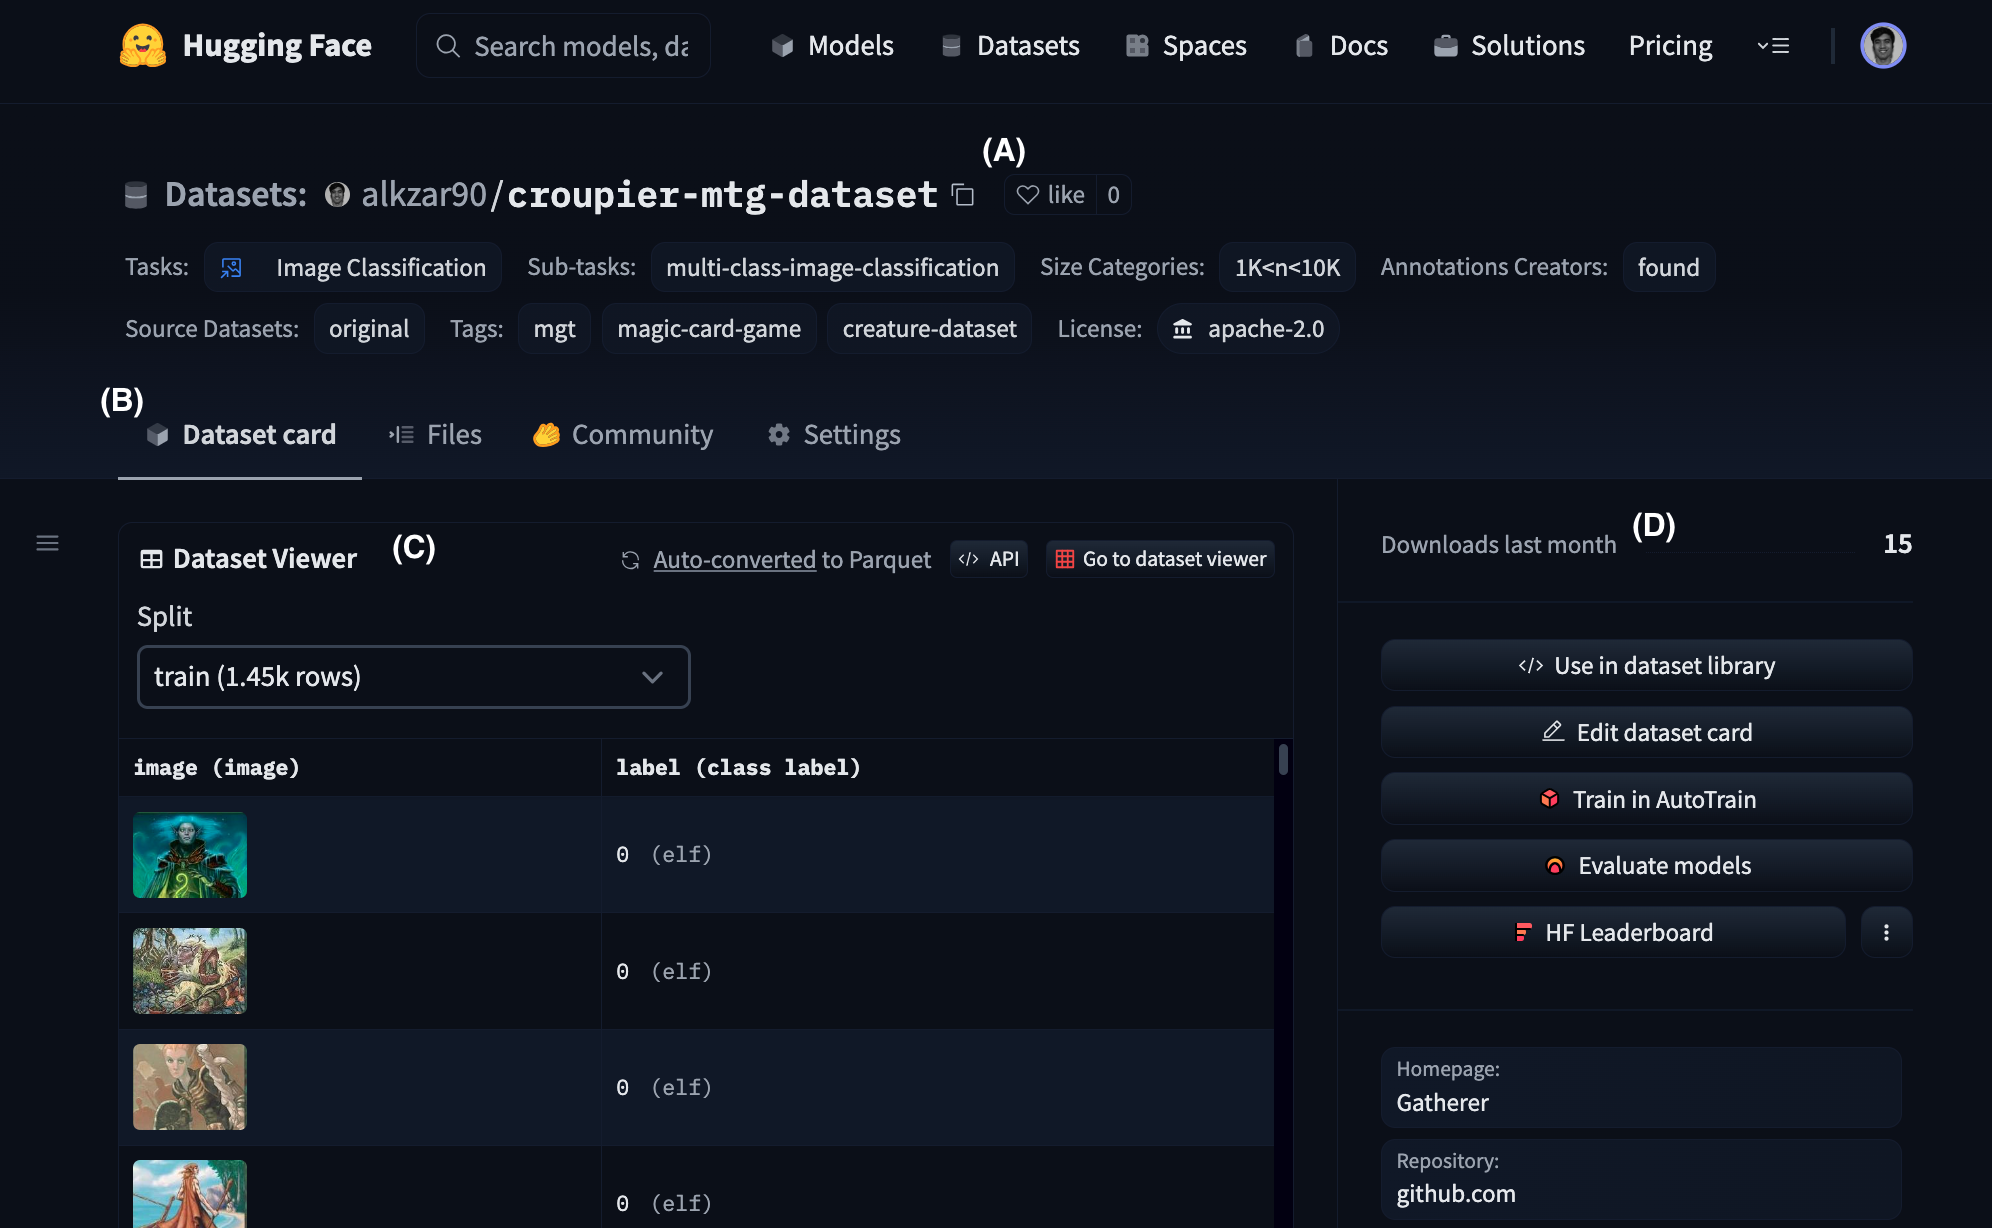 Hugging Face
Search models, da
Models
Datasets
Spaces
Docs
Solutions
Pricing
(A)
Datasets: alkzar90/croupier-mtg-dataset
like 0
Tasks: Image Classification Sub-tasks: multi-class-image-classification Size Categories: 1K<n<10K Annotations Creators: found
Source Datasets: original Tags: mgt magic-card-game creature-dataset License: apache-2.0
(B)
Dataset card
Files
Community
Settings
Dataset Viewer
(C)
Auto-converted to Parquet
</> API
Go to dataset viewer
Split
train (1.45k rows)
image (image)
label (class label)
0 (elf)
0 (elf)
0 (elf)
0 (elf)
Downloads last month
(D)
15
</> Use in dataset library
Edit dataset card
Train in AutoTrain
Evaluate models
HF Leaderboard
Homepage:
Gatherer
Repository:
github.com